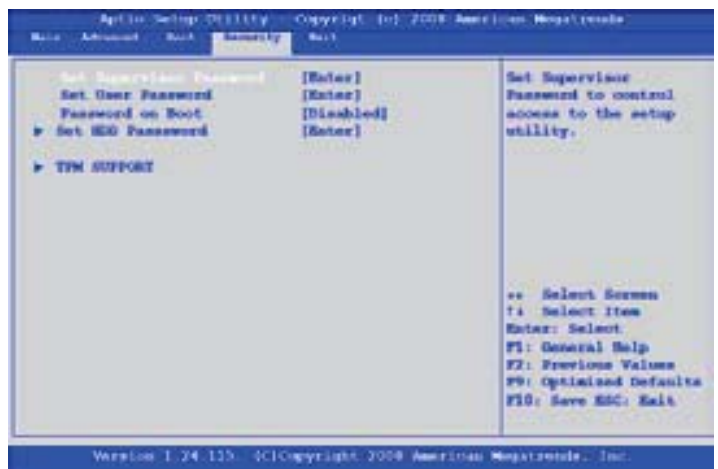 Aptio Setup Utility - Copyright (c) 2008 American Megatrends
Main Advanced Boot Security Exit
Set Supervisor Password [Enter]
Set User Password [Enter]
Password on Boot [Disabled]
Set HDD Password [Enter]
TPM SUPPORT
Set Supervisor
Password to control
access to the setup
utility.
Select Screen
↑↓ Select Item
Enter: Select
F1: General Help
F2: Previous Values
F9: Optimized Defaults
F10: Save ESC: Exit
Version 1.24.115. (C)Copyright 2008 American Megatrends. Inc.